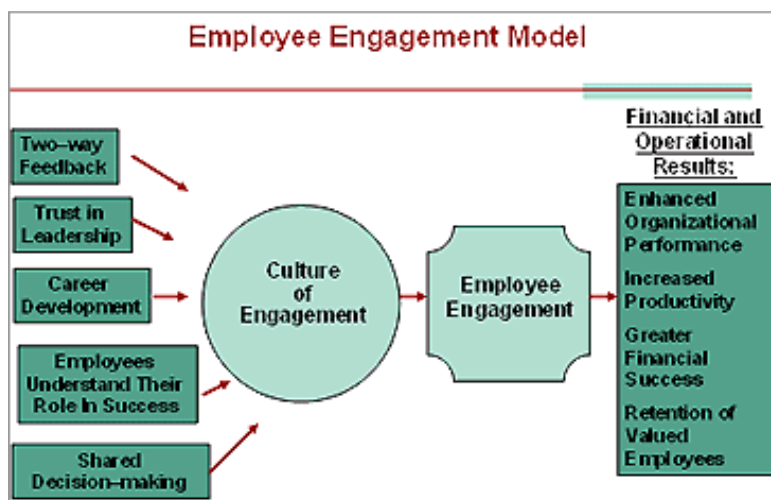 Employee Engagement Model
Two–way
Feedback
Trust in
Leadership
Career
Development
Employees
Understand Their
Role In Success
Shared
Decision–making
Culture
of
Engagement
Employee
Engagement
Financial and
Operational
Results:
Enhanced
Organizational
Performance
Increased
Productivity
Greater
Financial
Success
Retention of
Valued
Employees